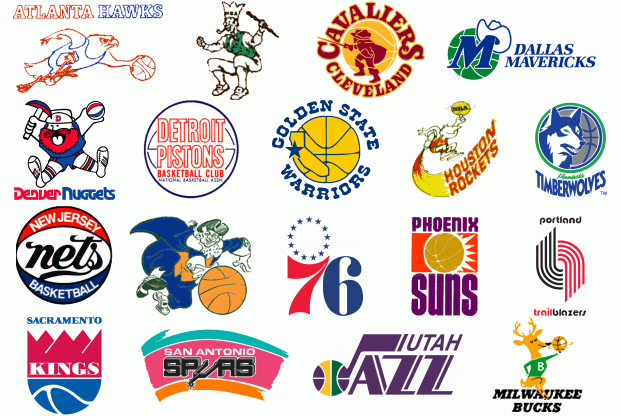 ATLANTA HAWKS
CAVALIERS
CLEVELAND
M
DALLAS
MAVERICKS
D
Denver Nuggets
DETROIT
PISTONS
BASKETBALL CLUB
NATIONAL BASKETBALL ASSN
GOLDEN STATE
WARRIORS
HOUSTON
ROCKETS
Minnesota
TIMBERWOLVES
TM
NEW JERSEY
nets
BASKETBALL
76
PHOENIX
SUNS
portland
trailblazers
SACRAMENTO
KINGS
SAN ANTONIO
SPURS
UTAH
JAZZ
B
MILWAUKEE
BUCKS